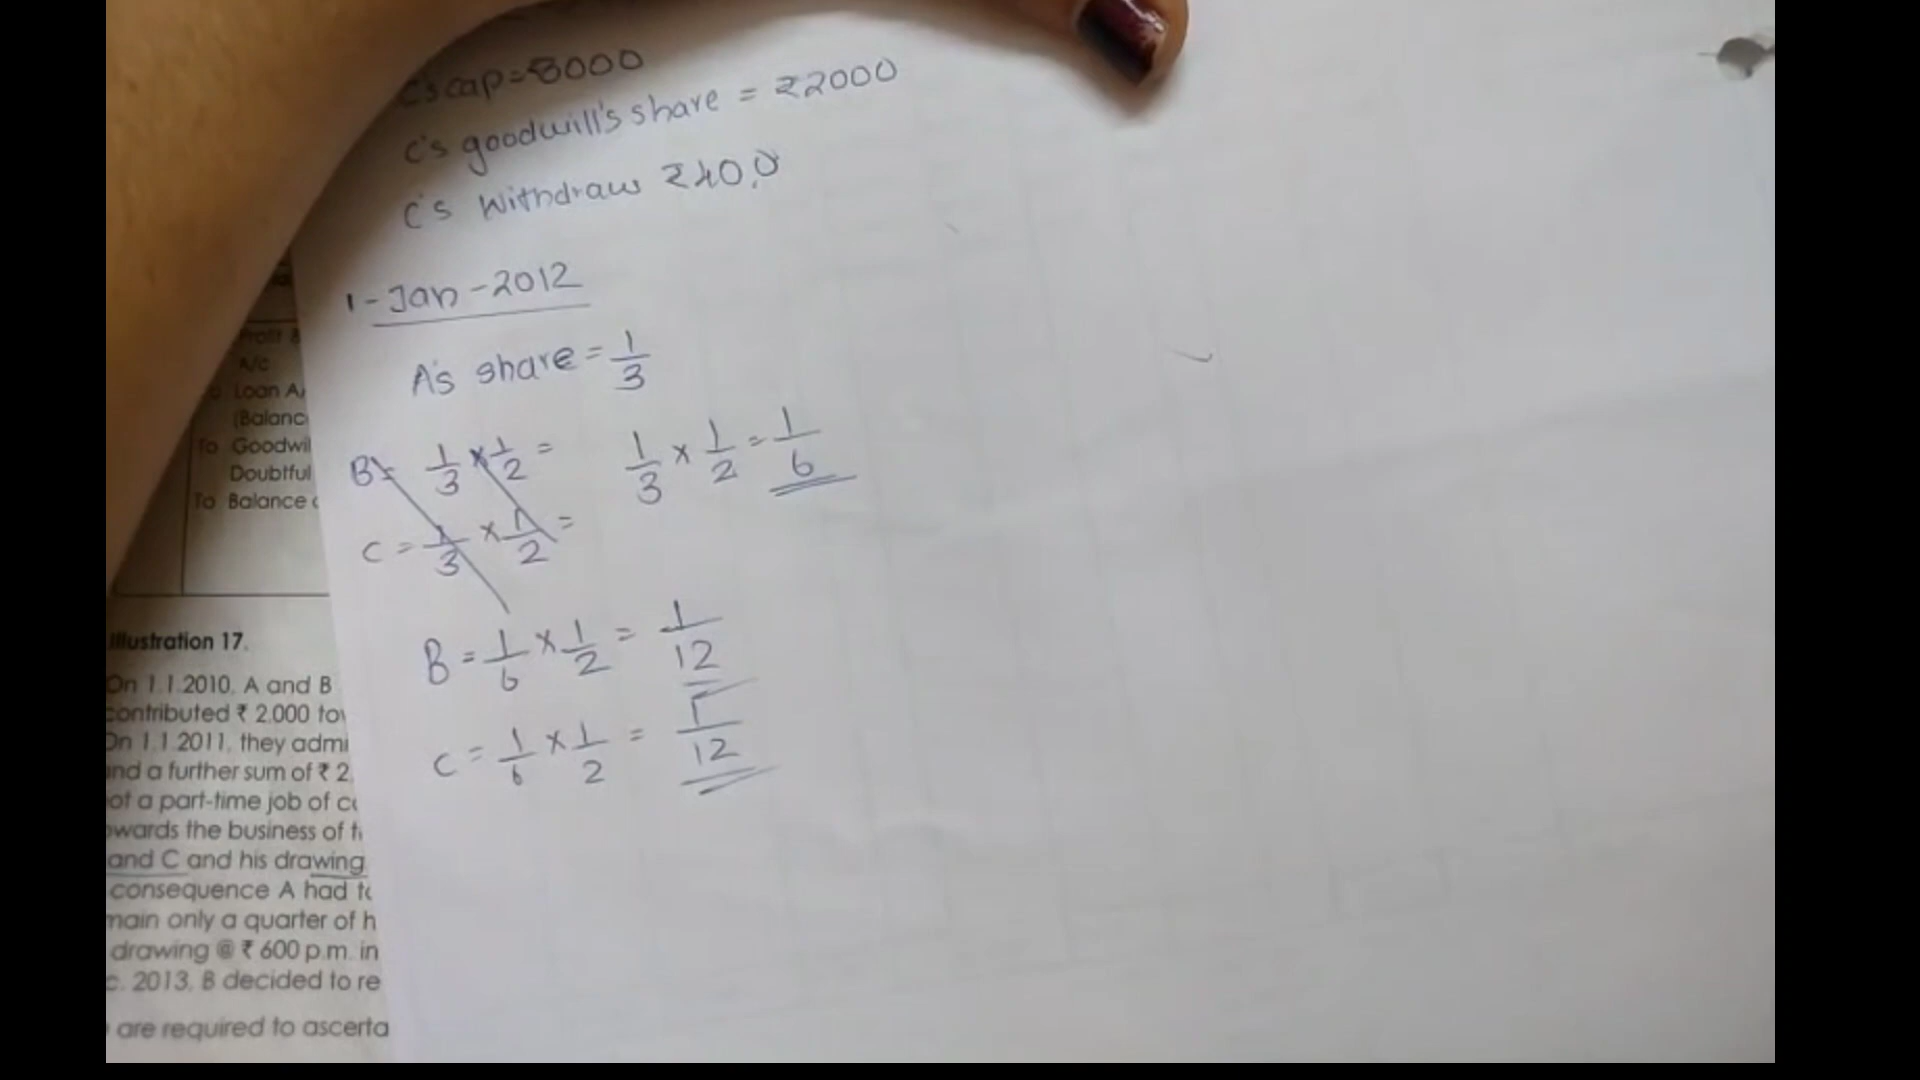 C's cap = 8000
C's goodwill's share = ₹2000
C's withdraw ₹400
1-Jan-2012
A's share = 1/3
B = 1/3 × 1/2 = 1/3 × 1/2 = 1/6
C = 1/3 × 1/2 =
B = 1/6 × 1/2 = 1/12
C = 1/6 × 1/2 = 1/12
Profit &
A/c
Loan A/
(Balanc
To Goodwil
Doubtful
To Balance c
Illustration 17.
On 1.1.2010, A and B
contributed ₹ 2,000 to
On 1.1.2011, they admi
and a further sum of ₹ 2
ot a part-time job of c
wards the business of
and C and his drawing
consequence A had t
main only a quarter of h
drawing @ ₹ 600 p.m. in
c. 2013, B decided to re
are required to ascerta